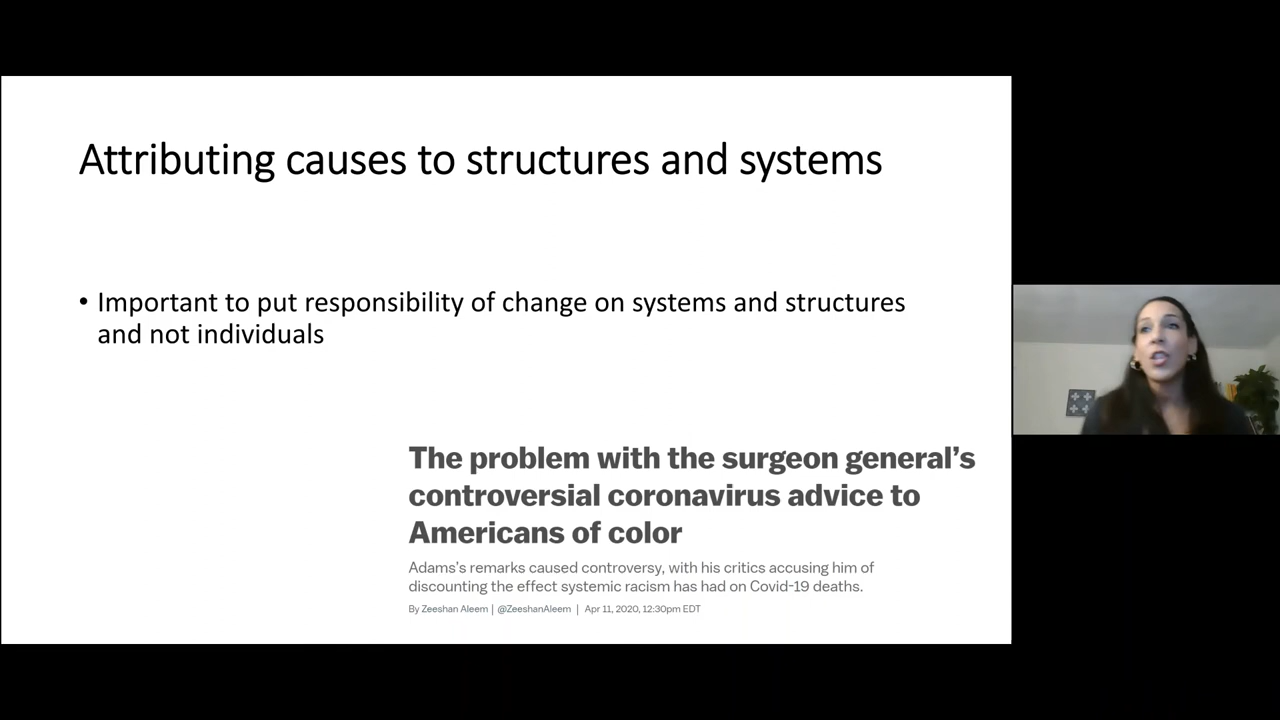 Attributing causes to structures and systems
• Important to put responsibility of change on systems and structures
and not individuals
The problem with the surgeon general’s
controversial coronavirus advice to
Americans of color
Adams’s remarks caused controversy, with his critics accusing him of
discounting the effect systemic racism has had on Covid-19 deaths.
By Zeeshan Aleem | @ZeeshanAleem | Apr 11, 2020, 12:30pm EDT